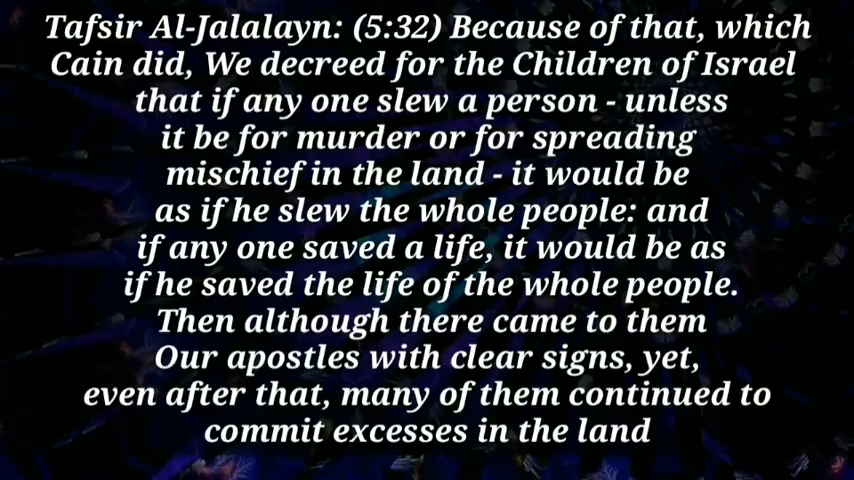 Tafsir Al-Jalalayn: (5:32) Because of that, which
Cain did, We decreed for the Children of Israel
that if any one slew a person - unless
it be for murder or for spreading
mischief in the land - it would be
as if he slew the whole people: and
if any one saved a life, it would be as
if he saved the life of the whole people.
Then although there came to them
Our apostles with clear signs, yet,
even after that, many of them continued to
commit excesses in the land